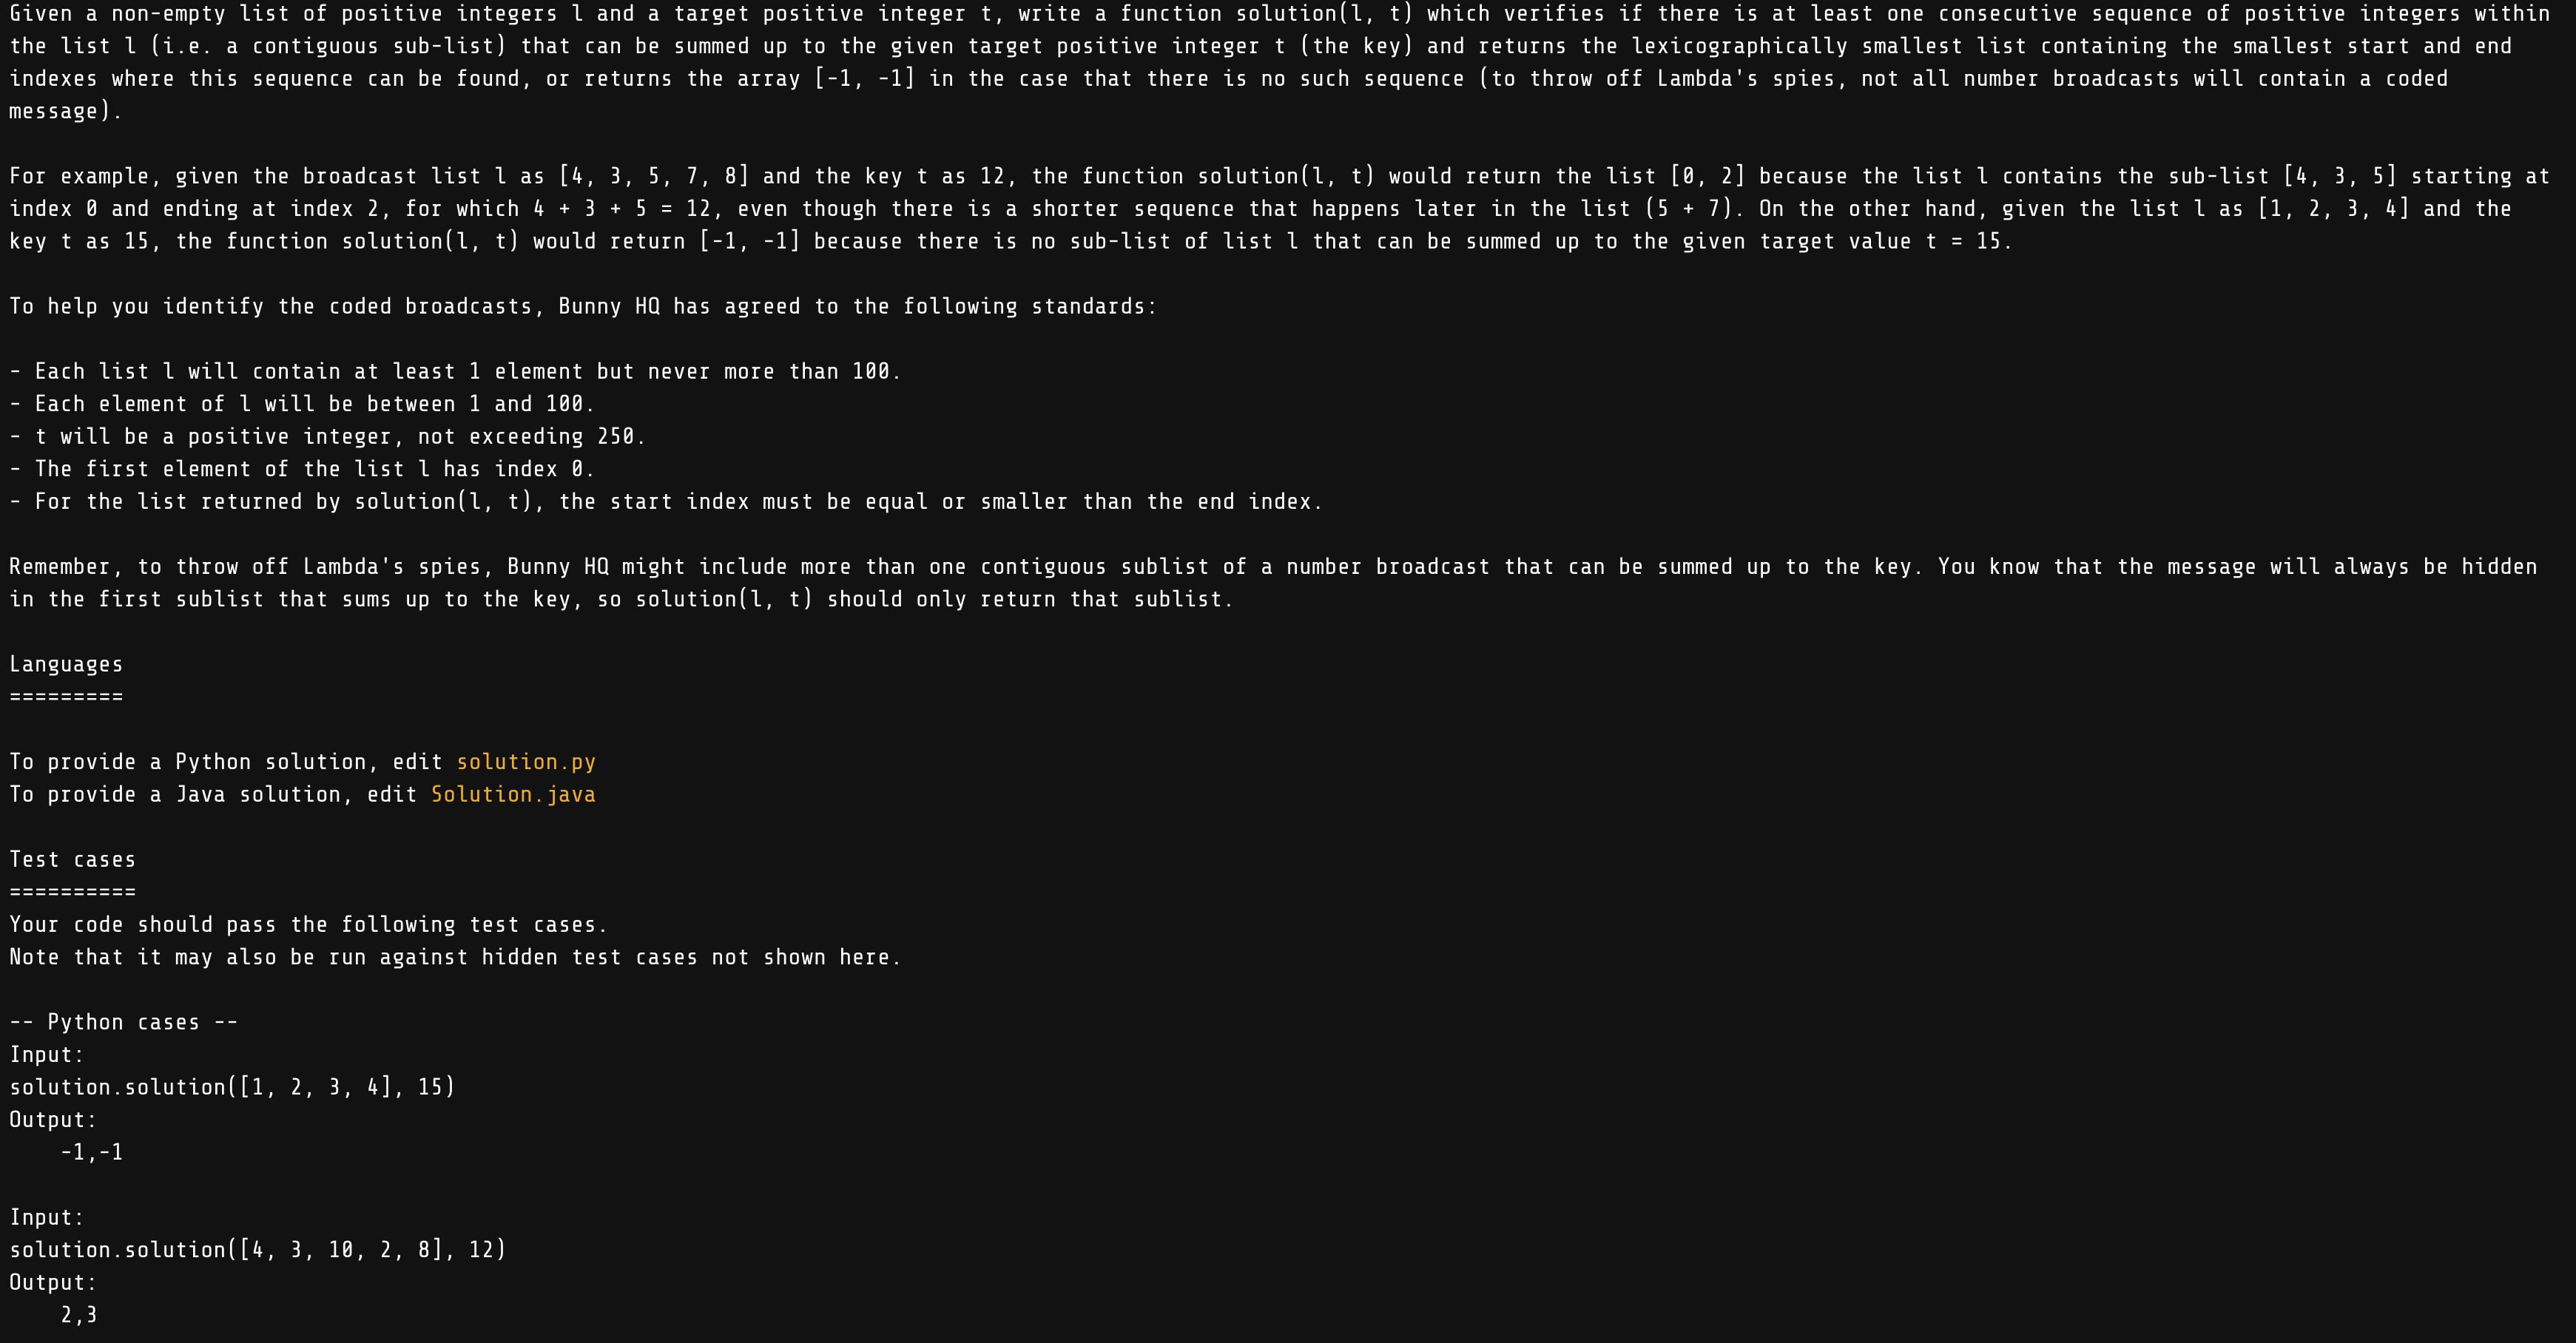 Given a non-empty list of positive integers l and a target positive integer t, write a function solution(l, t) which verifies if there is at least one consecutive sequence of positive integers within
the list l (i.e. a contiguous sub-list) that can be summed up to the given target positive integer t (the key) and returns the lexicographically smallest list containing the smallest start and end
indexes where this sequence can be found, or returns the array [-1, -1] in the case that there is no such sequence (to throw off Lambda's spies, not all number broadcasts will contain a coded
message).
For example, given the broadcast list l as [4, 3, 5, 7, 8] and the key t as 12, the function solution(l, t) would return the list [0, 2] because the list l contains the sub-list [4, 3, 5] starting at
index 0 and ending at index 2, for which 4 + 3 + 5 = 12, even though there is a shorter sequence that happens later in the list (5 + 7). On the other hand, given the list l as [1, 2, 3, 4] and the
key t as 15, the function solution(l, t) would return [-1, -1] because there is no sub-list of list l that can be summed up to the given target value t = 15.
To help you identify the coded broadcasts, Bunny HQ has agreed to the following standards:
- Each list l will contain at least 1 element but never more than 100.
- Each element of l will be between 1 and 100.
- t will be a positive integer, not exceeding 250.
- The first element of the list l has index 0.
- For the list returned by solution(l, t), the start index must be equal or smaller than the end index.
Remember, to throw off Lambda's spies, Bunny HQ might include more than one contiguous sublist of a number broadcast that can be summed up to the key. You know that the message will always be hidden
in the first sublist that sums up to the key, so solution(l, t) should only return that sublist.
Languages
=========
To provide a Python solution, edit solution.py
To provide a Java solution, edit Solution.java
Test cases
==========
Your code should pass the following test cases.
Note that it may also be run against hidden test cases not shown here.
-- Python cases --
Input:
solution.solution([1, 2, 3, 4], 15)
Output:
-1,-1
Input:
solution.solution([4, 3, 10, 2, 8], 12)
Output:
2,3